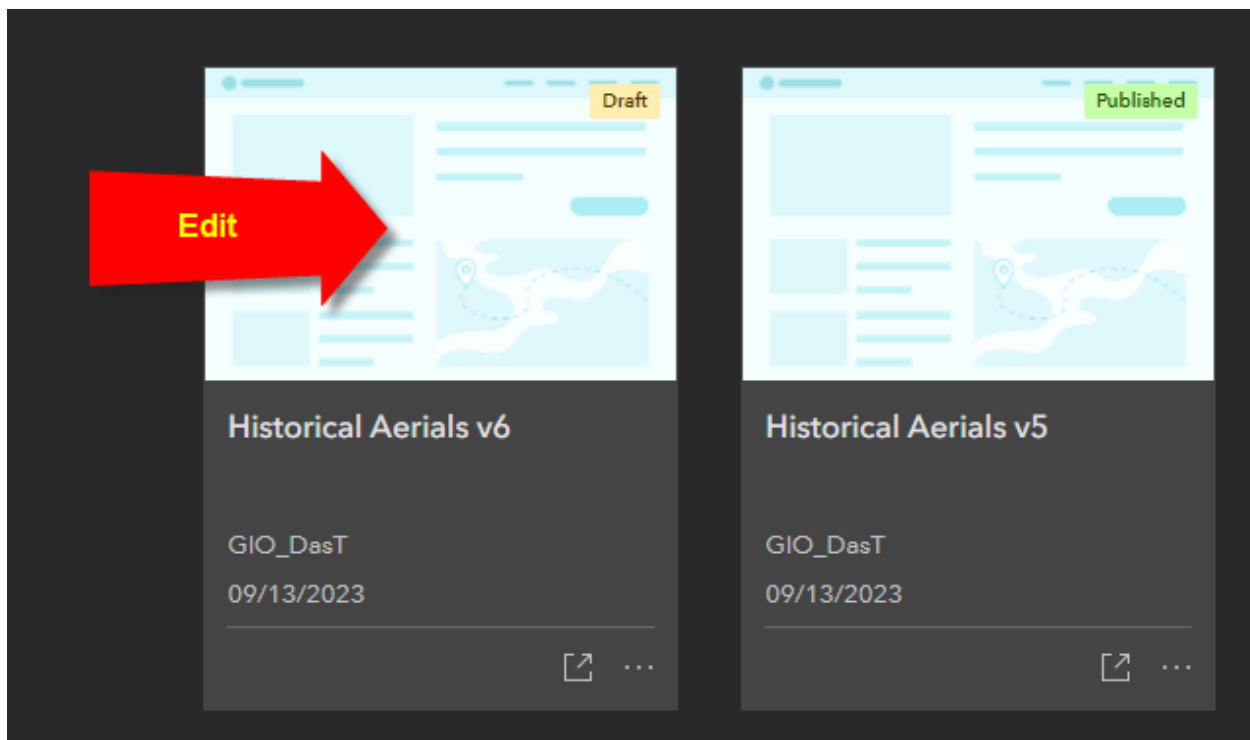 Draft
Published
Edit
Historical Aerials v6
Historical Aerials v5
GIO_DasT
GIO_DasT
09/13/2023
09/13/2023